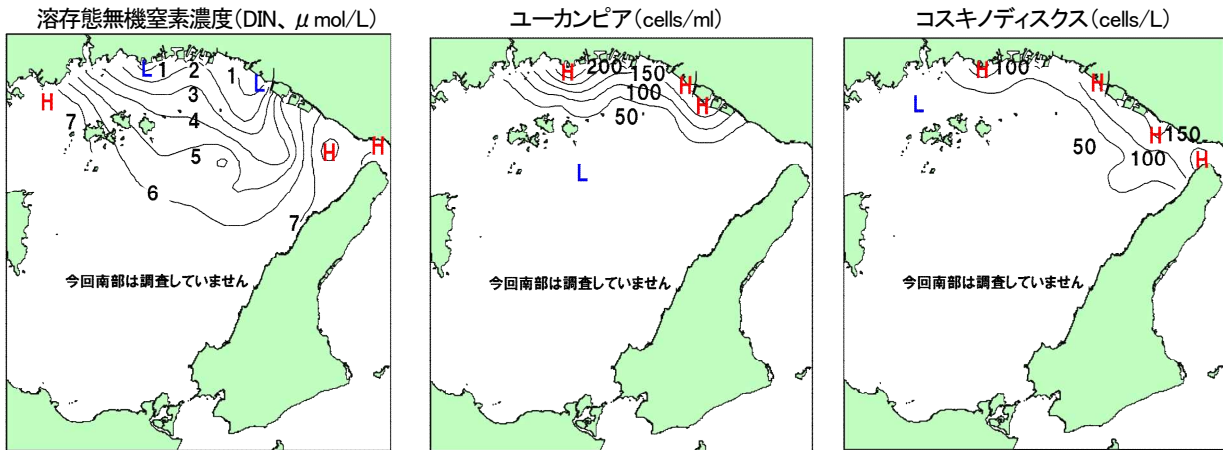 溶存態無機窒素濃度(DIN、μmol/L)
L 1 2 1 L
3
H
7 4
5 H H
6
7
今回南部は調査していません
ユーカンピア(cells/ml)
H 200 150 H
100 H
50
L
今回南部は調査していません
コスキノディスクス(cells/L)
H 100 H
L
H 150
50 100 H
今回南部は調査していません